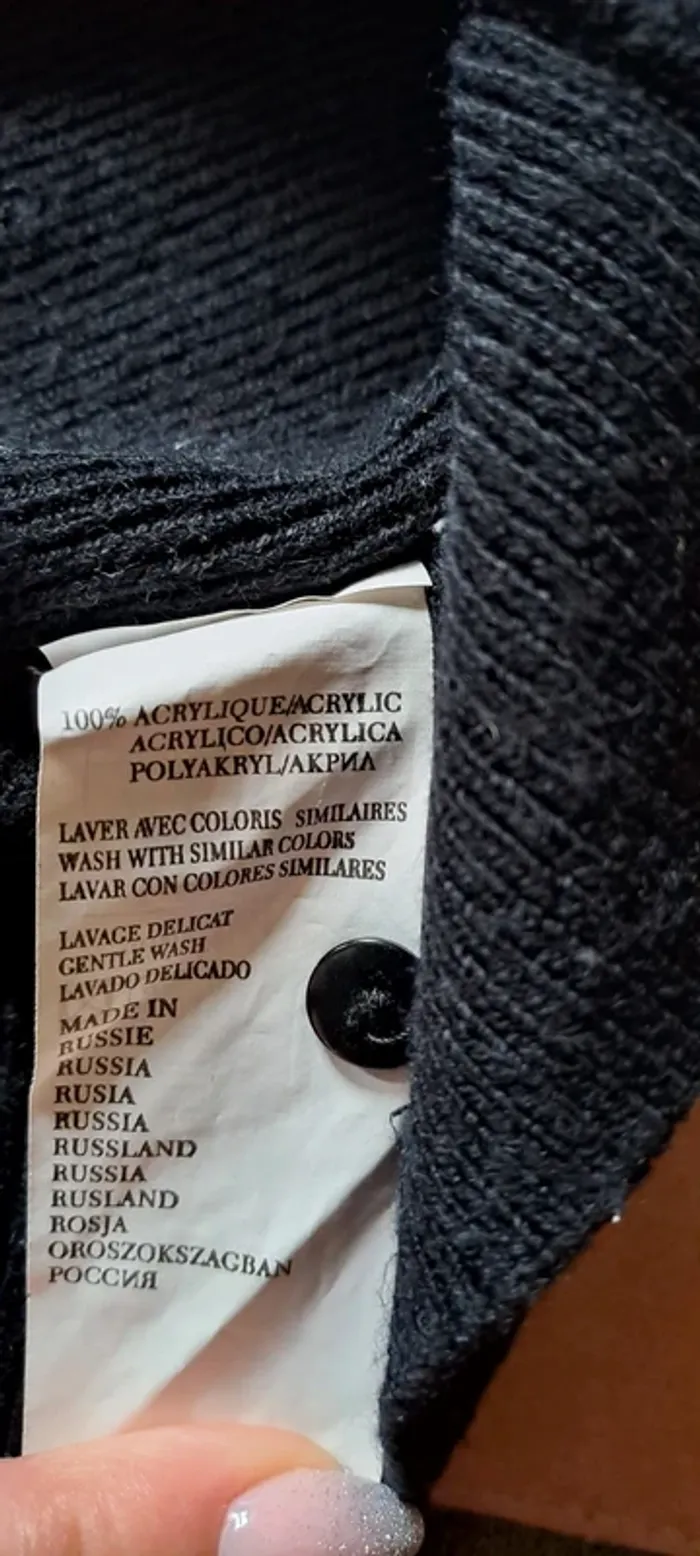 100% ACRYLIQUE/ACRYLIC
ACRYLICO/ACRYLICA
POLYAKRYL/АКРИЛ
LAVER AVEC COLORIS SIMILAIRES
WASH WITH SIMILAR COLORS
LAVAR CON COLORES SIMILARES
LAVAGE DELICAT
GENTLE WASH
LAVADO DELICADO
MADE IN
RUSSIE
RUSSIA
RUSIA
RUSSIA
RUSSLAND
RUSSIA
RUSLAND
ROSJA
OROSZOKSZAGBAN
РОССИЯ